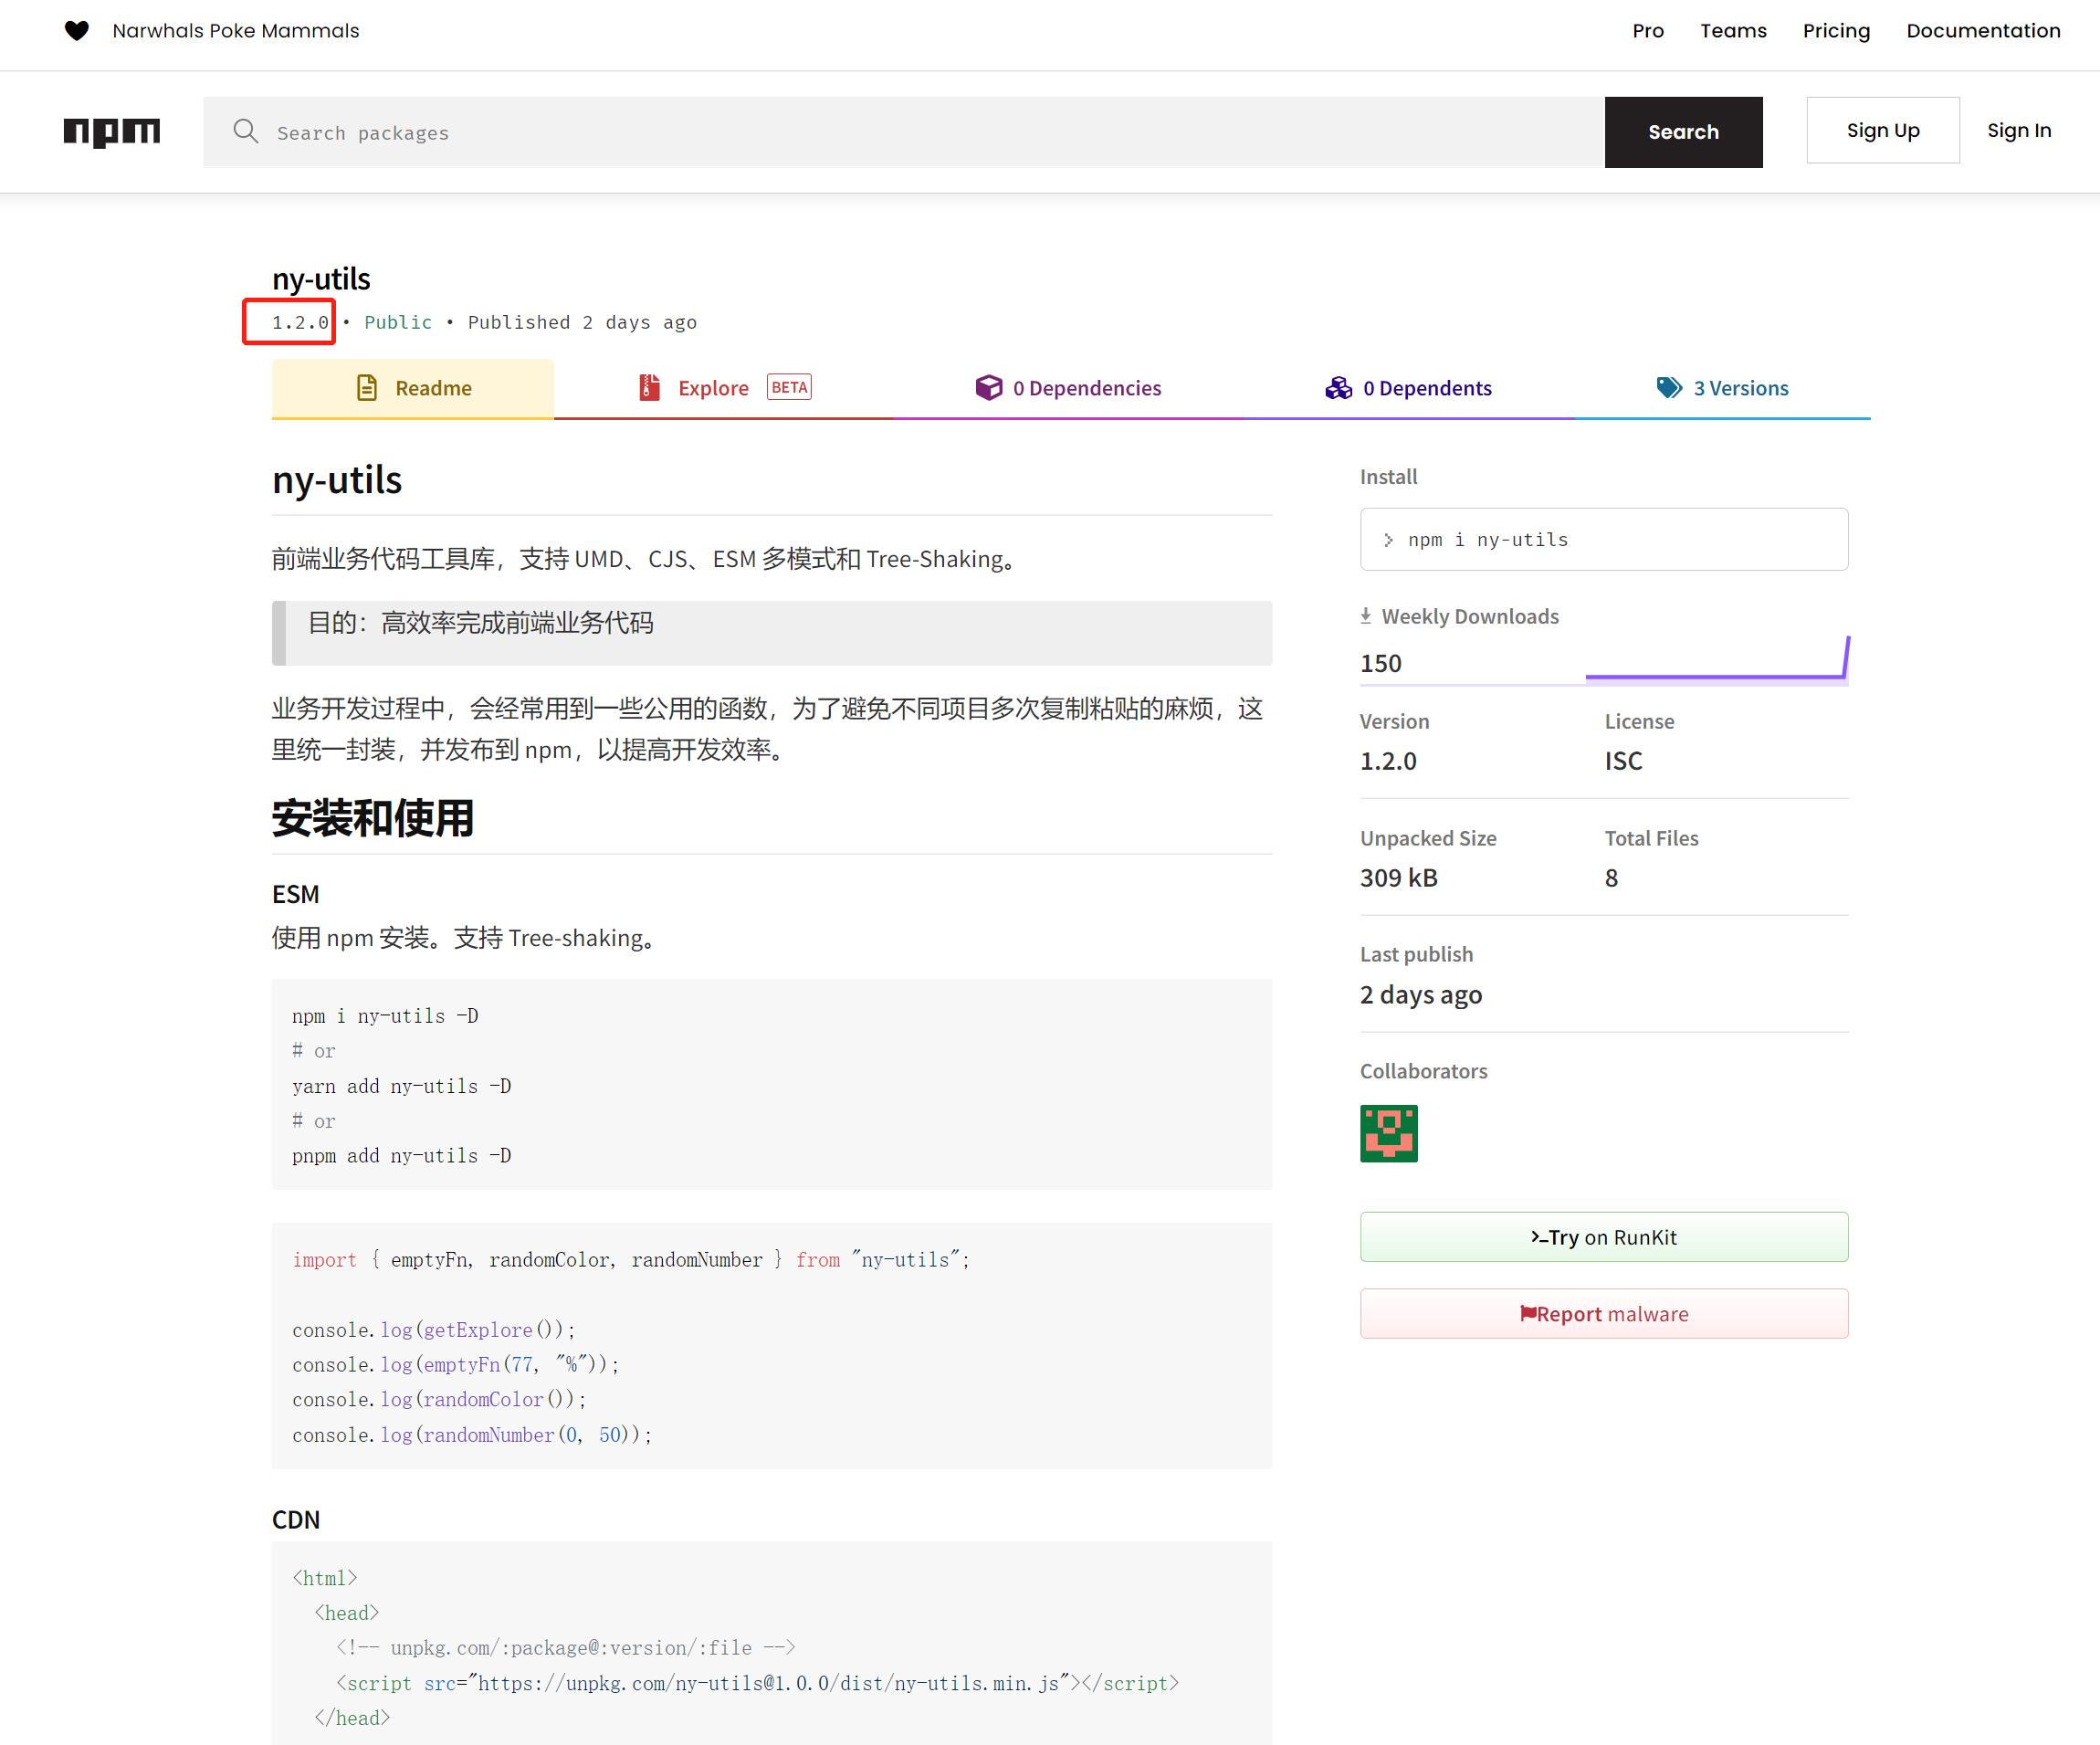 Narwhals Poke Mammals
Pro Teams Pricing Documentation
npm Search packages Search Sign Up Sign In
ny-utils
1.2.0 • Public • Published 2 days ago
Readme Explore BETA 0 Dependencies 0 Dependents 3 Versions
ny-utils
前端业务代码工具库，支持 UMD、CJS、ESM 多模式和 Tree-Shaking。
目的：高效率完成前端业务代码
业务开发过程中，会经常用到一些公用的函数，为了避免不同项目多次复制粘贴的麻烦，这
里统一封装，并发布到 npm，以提高开发效率。
安装和使用
ESM
使用 npm 安装。支持 Tree-shaking。
npm i ny-utils -D
# or
yarn add ny-utils -D
# or
pnpm add ny-utils -D
import { emptyFn, randomColor, randomNumber } from "ny-utils";
console.log(getExplore());
console.log(emptyFn(77, "%"));
console.log(randomColor());
console.log(randomNumber(0, 50));
CDN
<html>
<head>
<!-- unpkg.com/:package@:version/:file -->
<script src="https://unpkg.com/ny-utils@1.0.0/dist/ny-utils.min.js"></script>
</head>
Install
> npm i ny-utils
Weekly Downloads
150
Version License
1.2.0 ISC
Unpacked Size Total Files
309 kB 8
Last publish
2 days ago
Collaborators
>_Try on RunKit
Report malware